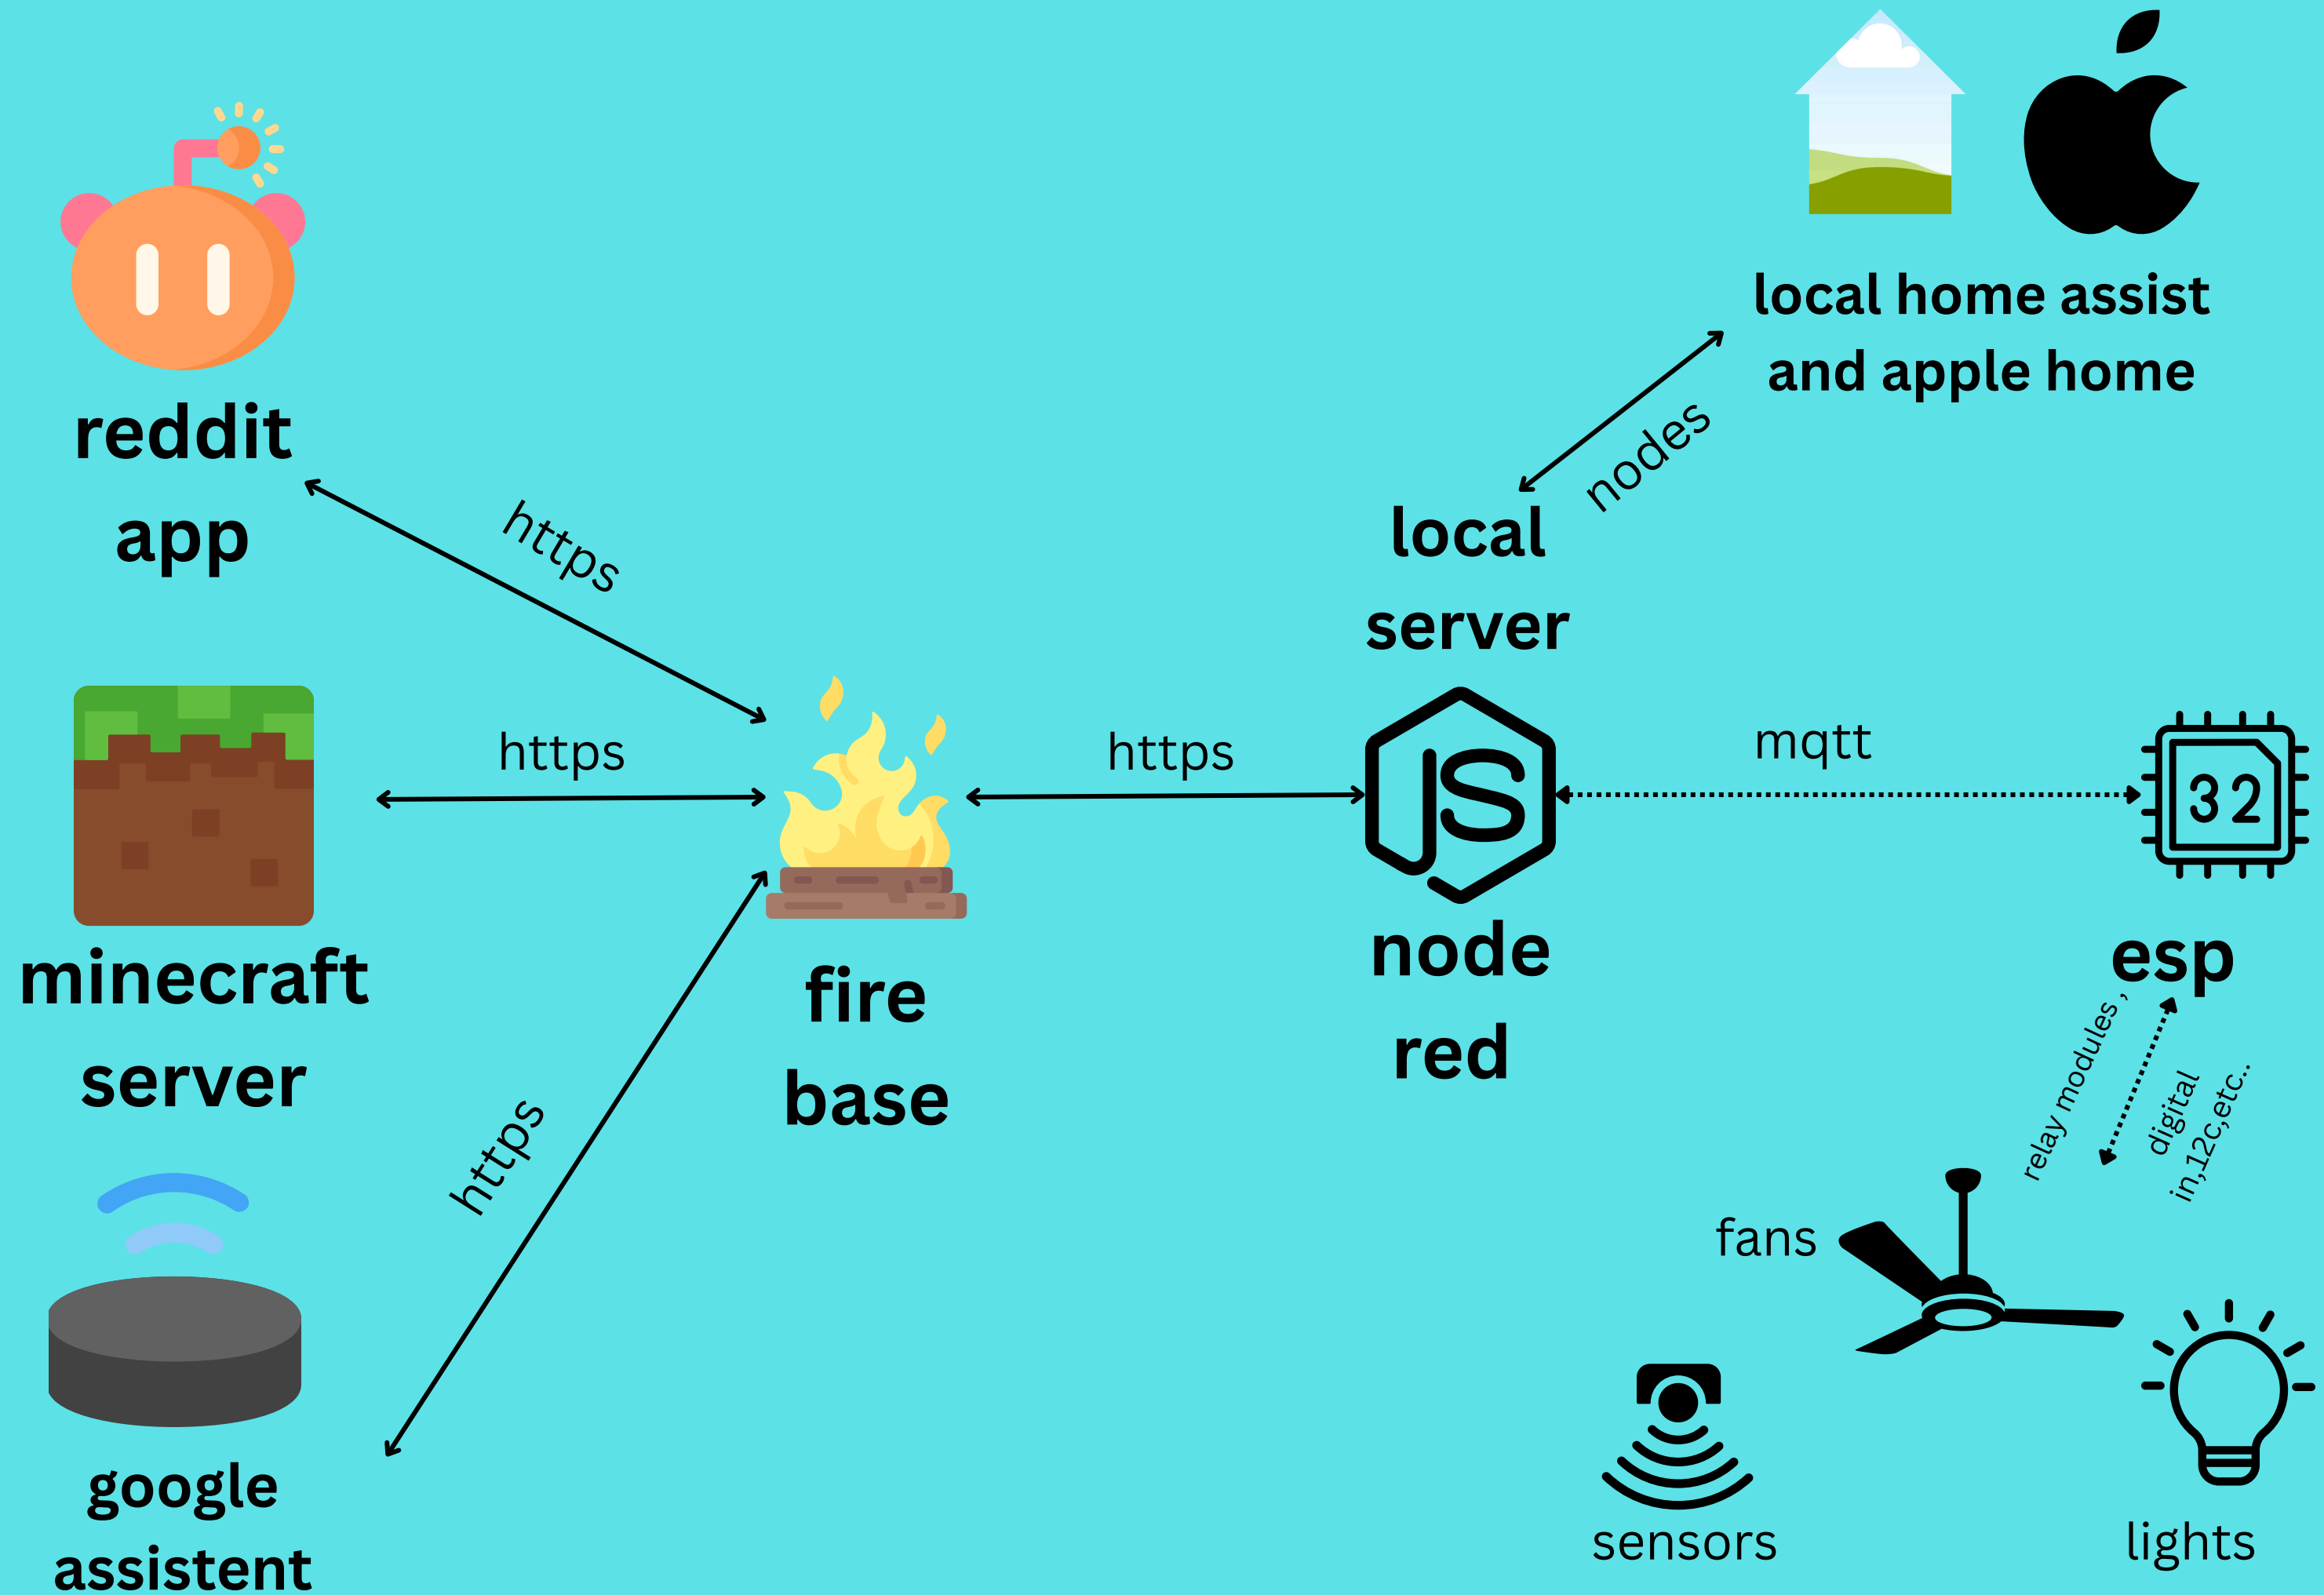 reddit
app
https
minecraft
server
https
google
assistent
https
fire
base
https
local
server
JS
node
red
nodes
local home assist
and apple home
mqtt
32
esp
relay modules ,
digital
in,12c,etc..
fans
sensors
lights